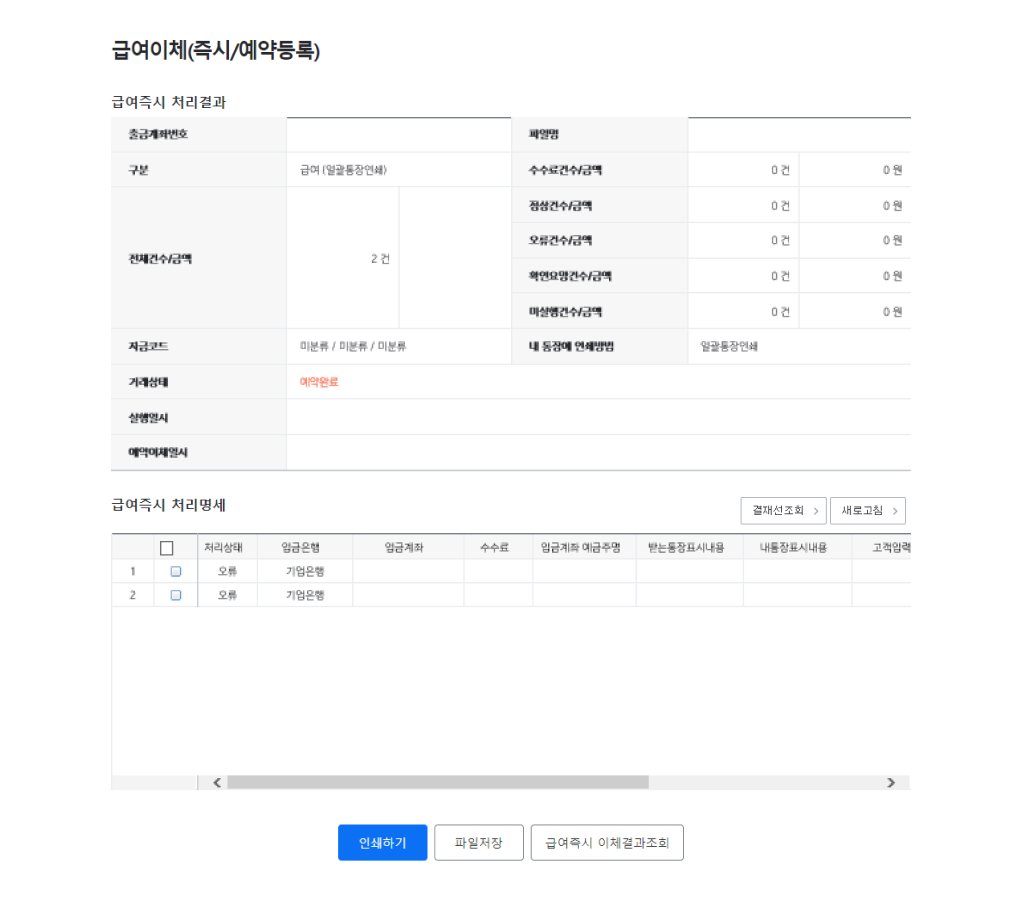 급여이체(즉시/예약등록)
급여즉시 처리결과
출금계좌번호 파일명
구분 급여 (일괄통장인쇄) 수수료건수/금액 0 건 0 원
정상건수/금액 0 건 0 원
오류건수/금액 0 건 0 원
전체건수/금액 2 건
확인요망건수/금액 0 건 0 원
미실행건수/금액 0 건 0 원
자금코드 미분류 / 미분류 / 미분류 내 통장에 인쇄방법 일괄통장인쇄
거래상태 예약완료
실행일시
예약이체일시
급여즉시 처리명세 결재선조회 새로고침
처리상태 입금은행 입금계좌 수수료 입금계좌 예금주명 받는통장표시내용 내통장표시내용 고객입력
1 오류 기업은행
2 오류 기업은행
인쇄하기 파일저장 급여즉시 이체결과조회